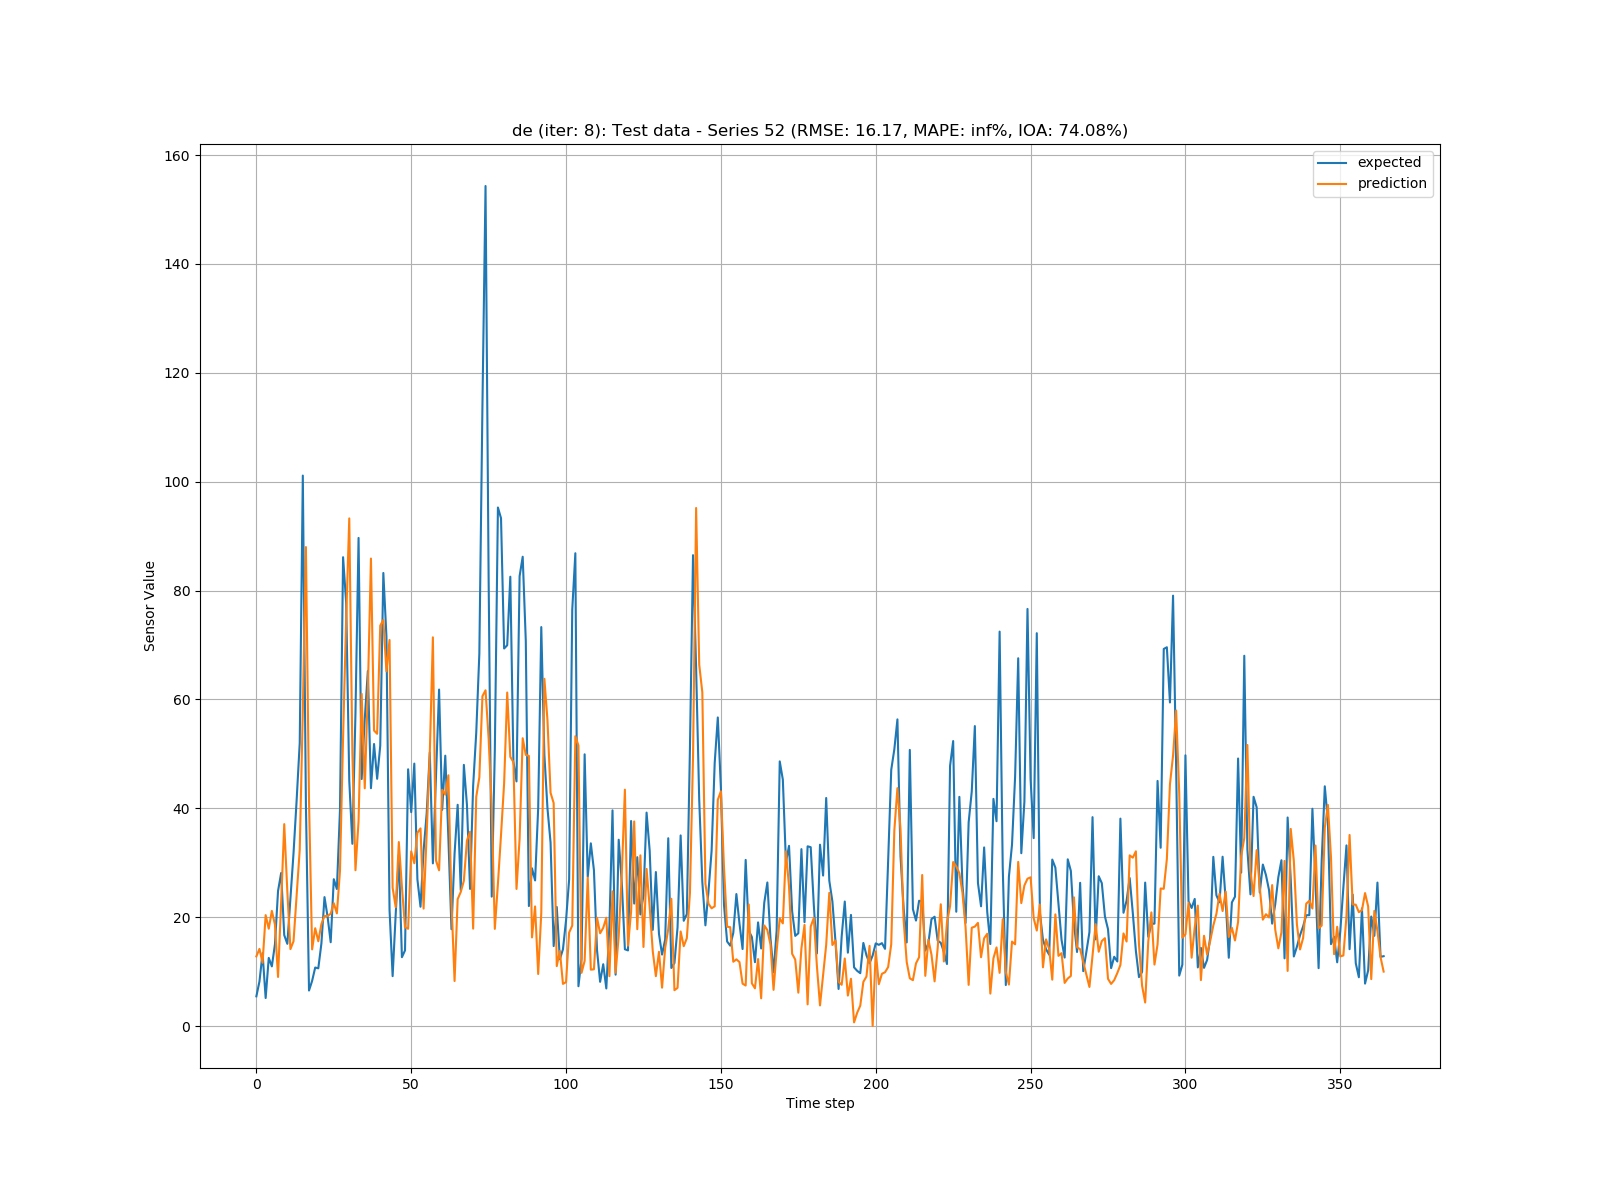 de (iter: 8): Test data - Series 52 (RMSE: 16.17, MAPE: inf%, IOA: 74.08%)
expected
prediction
160
140
120
100
80
60
40
20
0
Sensor Value
0 50 100 150 200 250 300 350
Time step